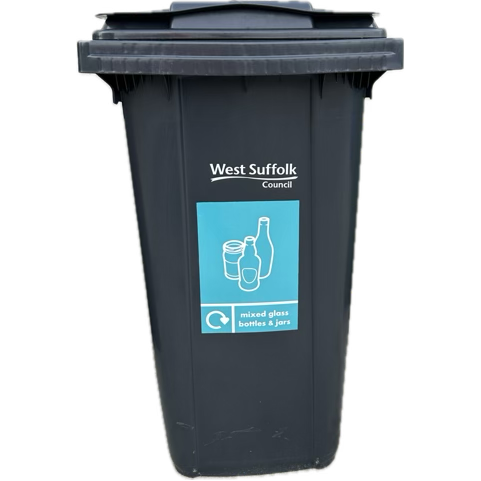 West Suffolk
Council
mixed glass
bottles & jars